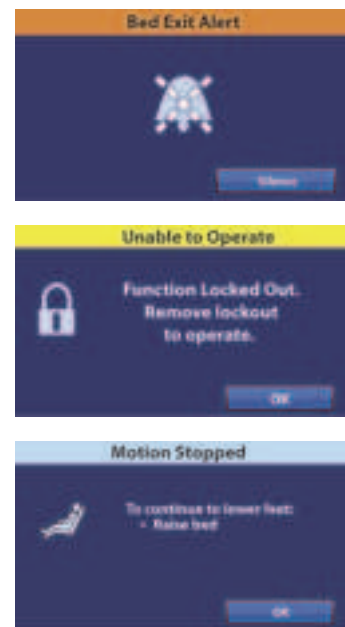 Bed Exit Alert
Silence
Unable to Operate
Function Locked Out.
Remove lockout
to operate.
OK
Motion Stopped
To continue to lower feet:
• Raise bed
OK